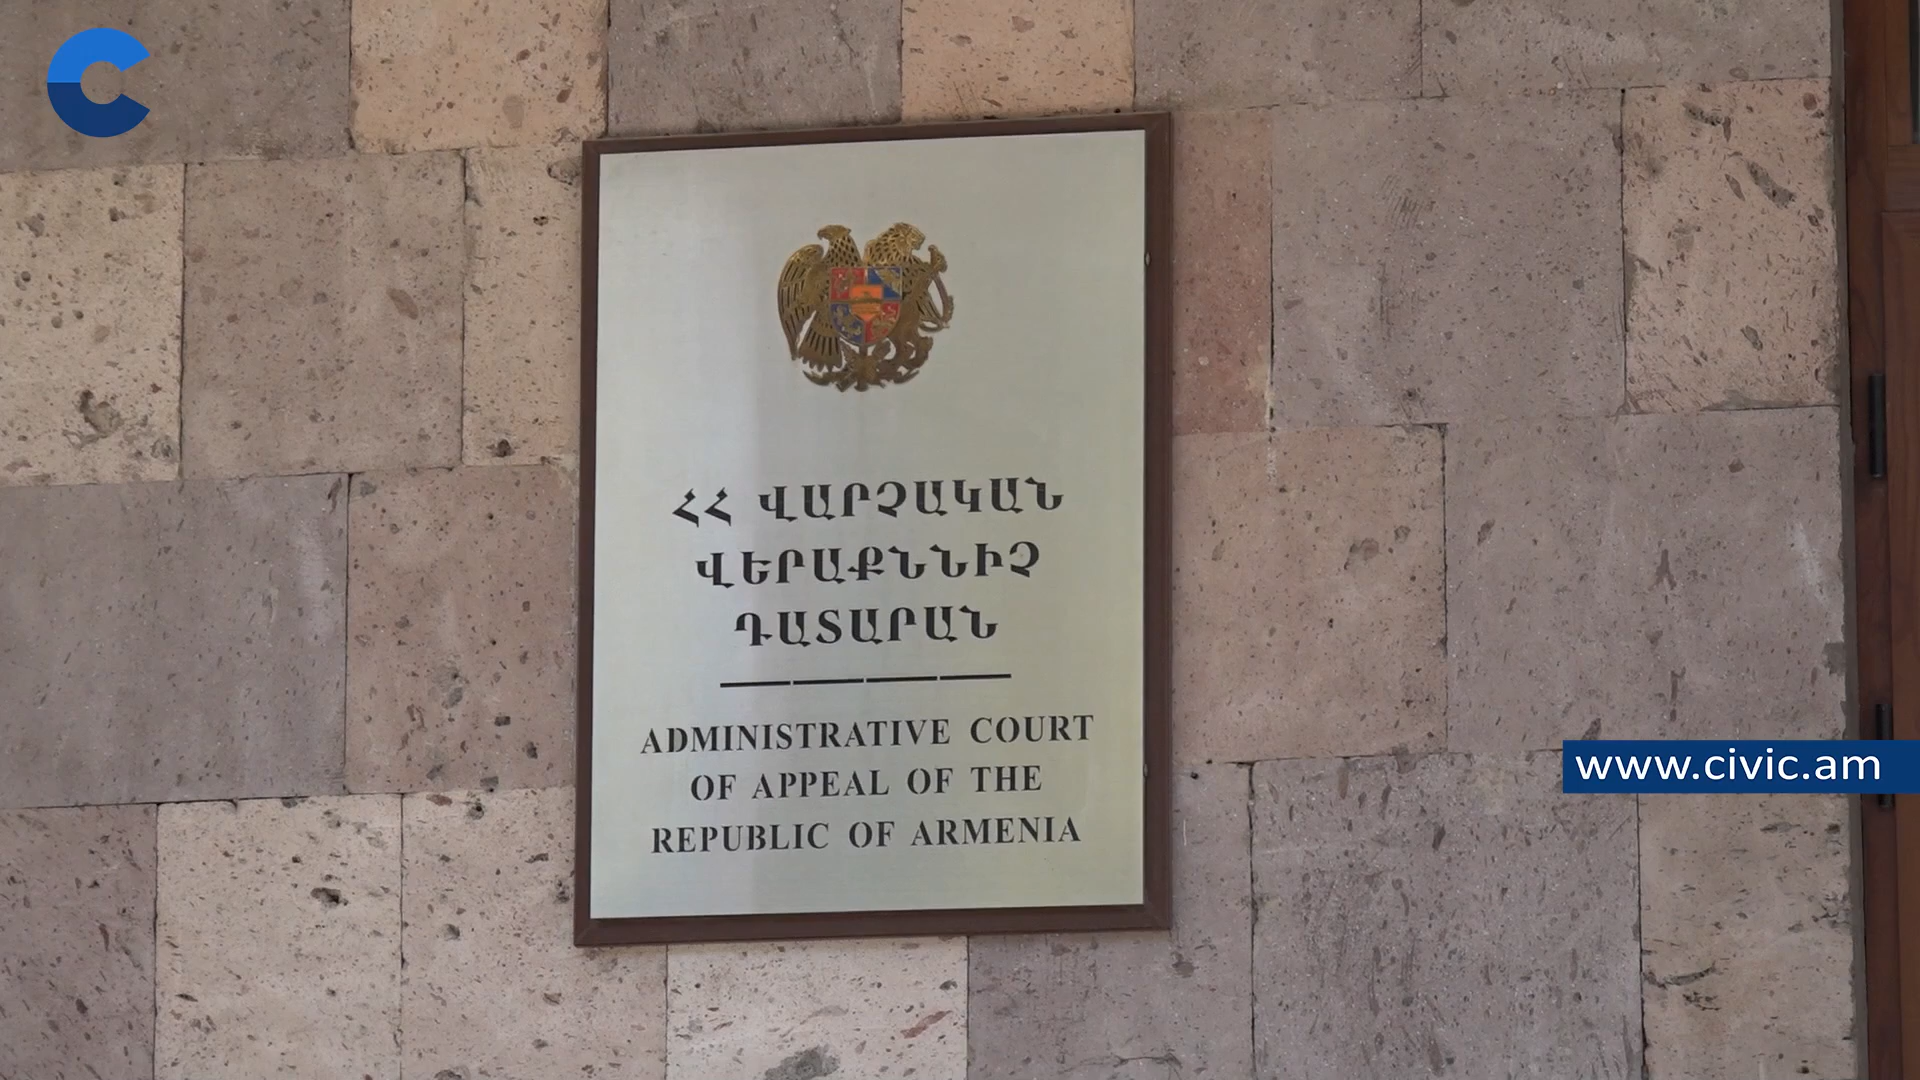 ՀՀ ՎԱՐՉԱԿԱՆ
ՎԵՐԱՔՆՆԻՉ
ԴԱՏԱՐԱՆ
ADMINISTRATIVE COURT
OF APPEAL OF THE
REPUBLIC OF ARMENIA
www.civic.am